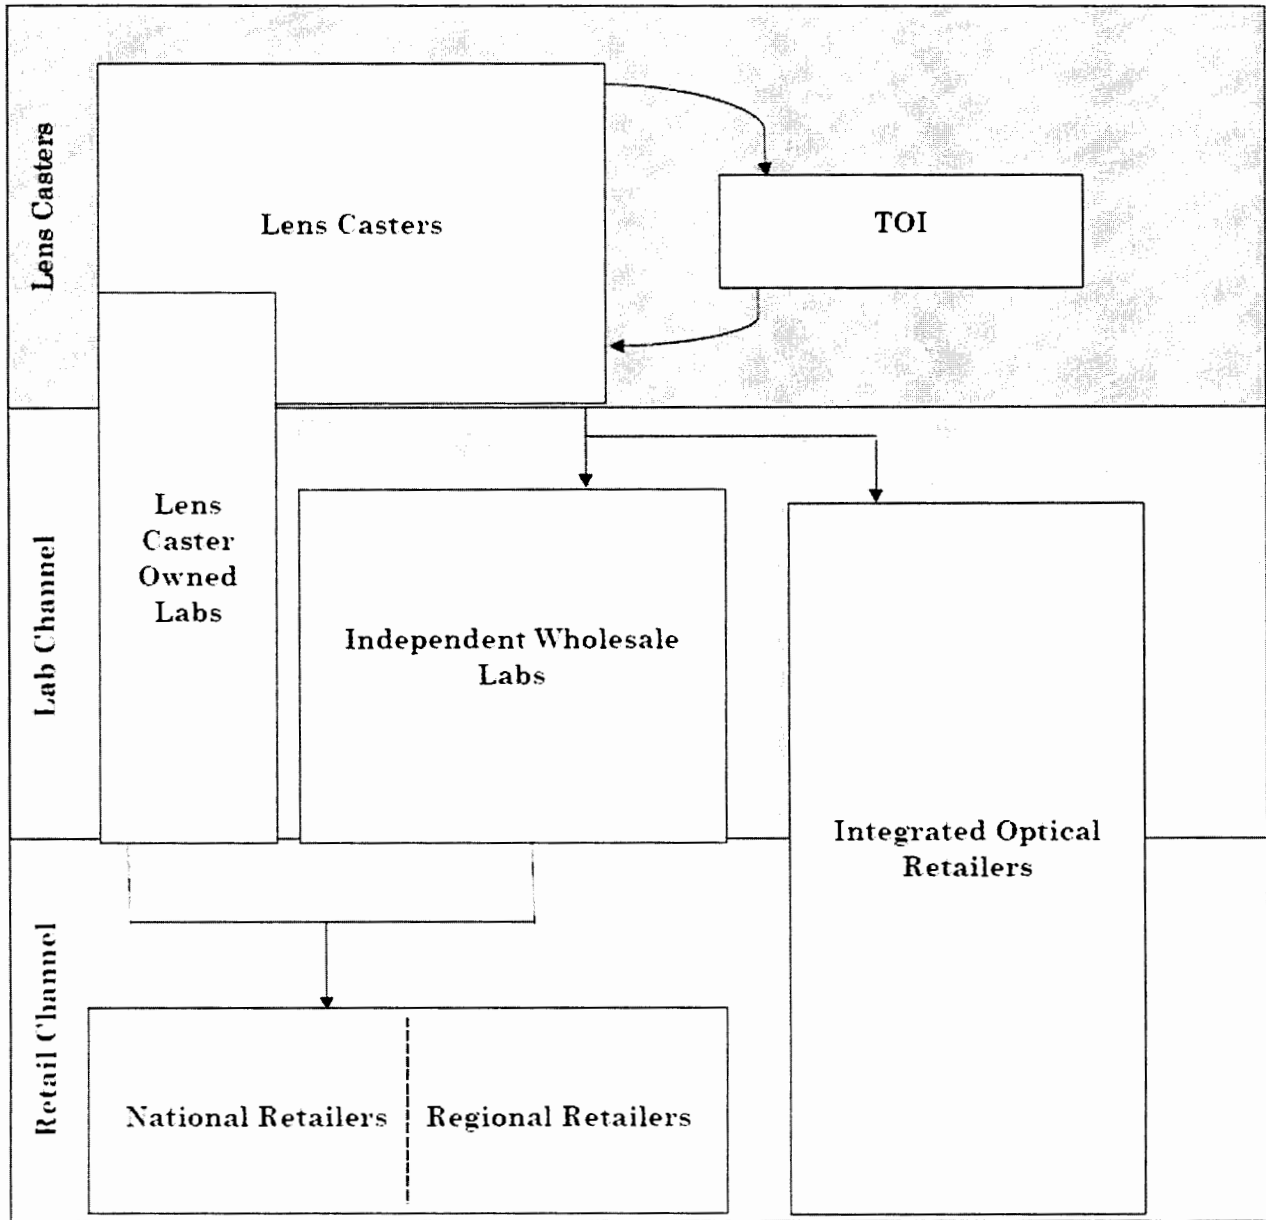 Lens Casters
Lens Casters
TOI
Lab Channel
Lens
Caster
Owned
Labs
Independent Wholesale
Labs
Integrated Optical
Retailers
Retail Channel
National Retailers
Regional Retailers